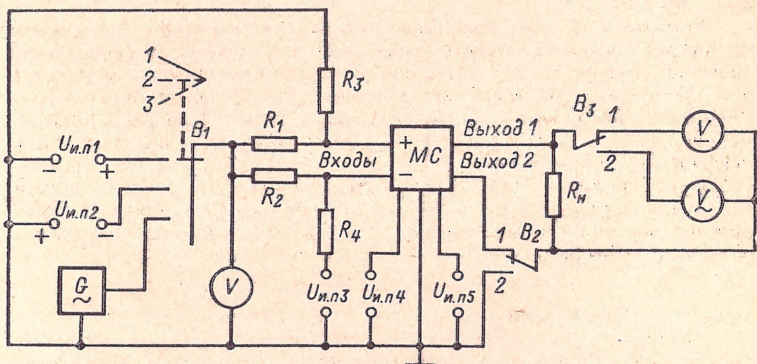 1
2
3
B1
R1
R2
R3
R4
Входы
+
−
МС
Выход 1
Выход 2
B3
1
2
V
V
~
Rн
B2
1
2
Uи.п1
− +
Uи.п2
+ −
G
~
V
Uи.п3
Uи.п4
Uи.п5